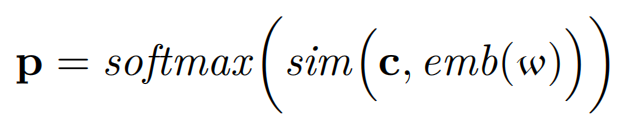 p = softmax(sim(c, emb(𝔴)))